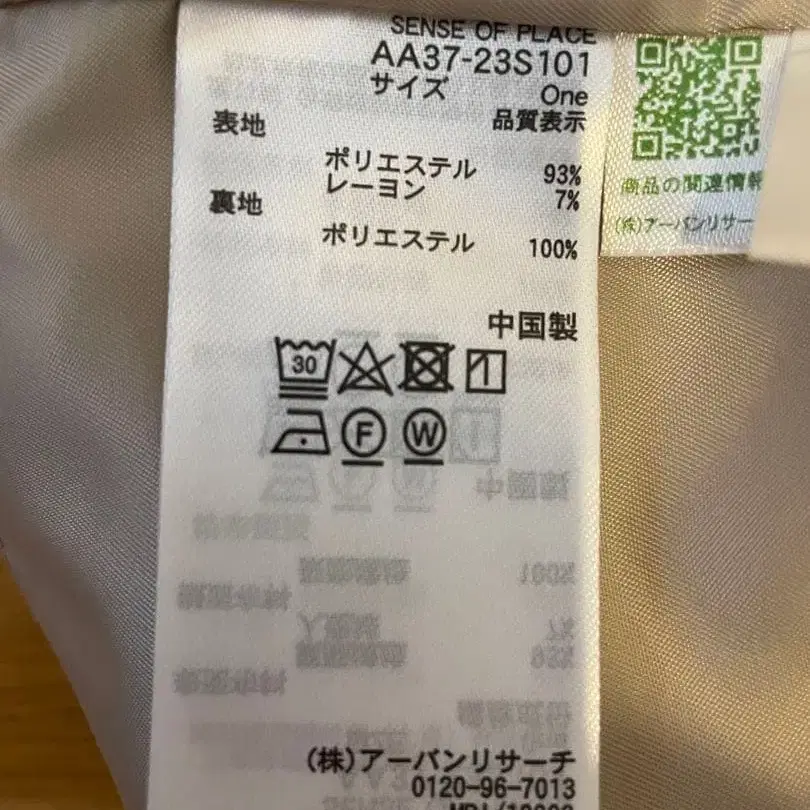 SENSE OF PLACE
AA37-23S101
サイズ One
品質表示
表地
ポリエステル 93%
レーヨン 7%
裏地
ポリエステル 100%
中国製
30
F W
(株)アーバンリサーチ
0120-96-7013
商品の関連情報
(株)アーバンリサー